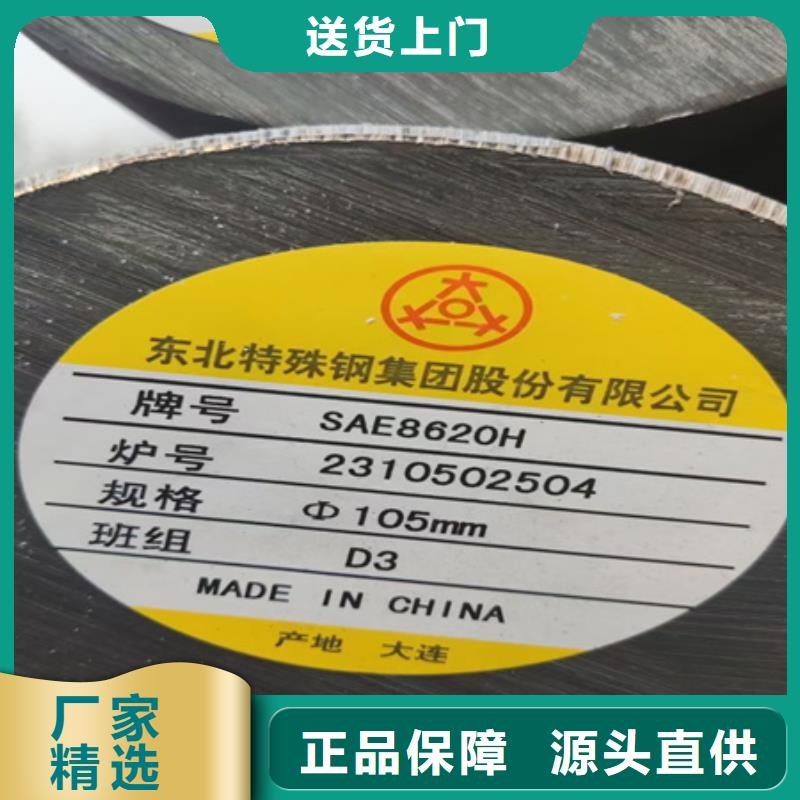 送货上门
东北特殊钢集团股份有限公司
牌号 SAE8620H
炉号 2310502504
规格 Φ105mm
班组 D3
MADE IN CHINA
产地 大连
厂家
精选
正品保障 源头直供